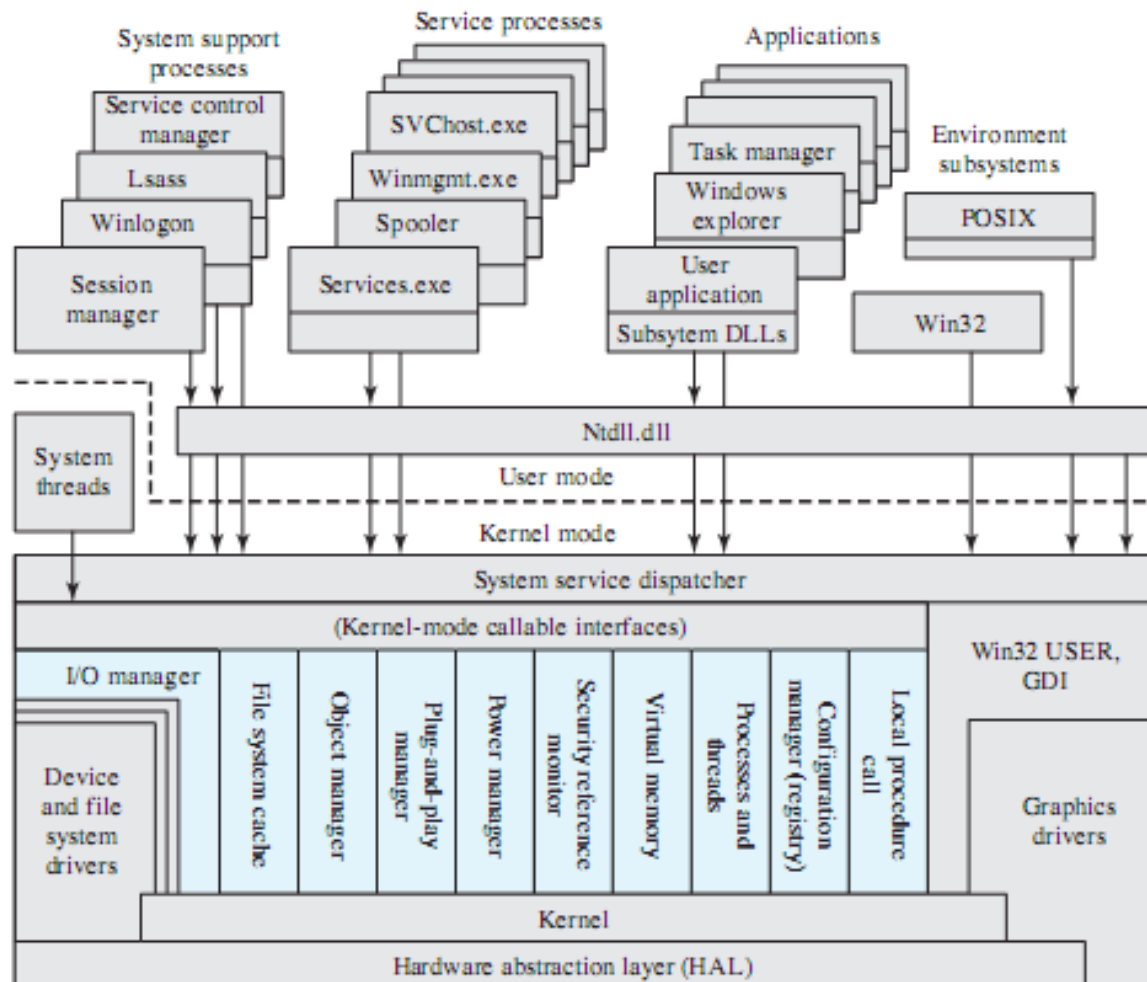 System support
processes
Service processes
Applications
Environment
subsystems
Service control
manager
Lsass
Winlogon
Session
manager
SVChost.exe
Winmgmt.exe
Spooler
Services.exe
Task manager
Windows
explorer
User
application
Subsytem DLLs
POSIX
Win32
Ntdll.dll
System
threads
User mode
Kernel mode
System service dispatcher
(Kernel-mode callable interfaces)
I/O manager
Device
and file
system
drivers
File system cache
Object manager
Plug-and-play
manager
Power manager
Security reference
monitor
Virtual memory
Processes and
threads
Configuration
manager (registry)
Local procedure
call
Win32 USER,
GDI
Graphics
drivers
Kernel
Hardware abstraction layer (HAL)